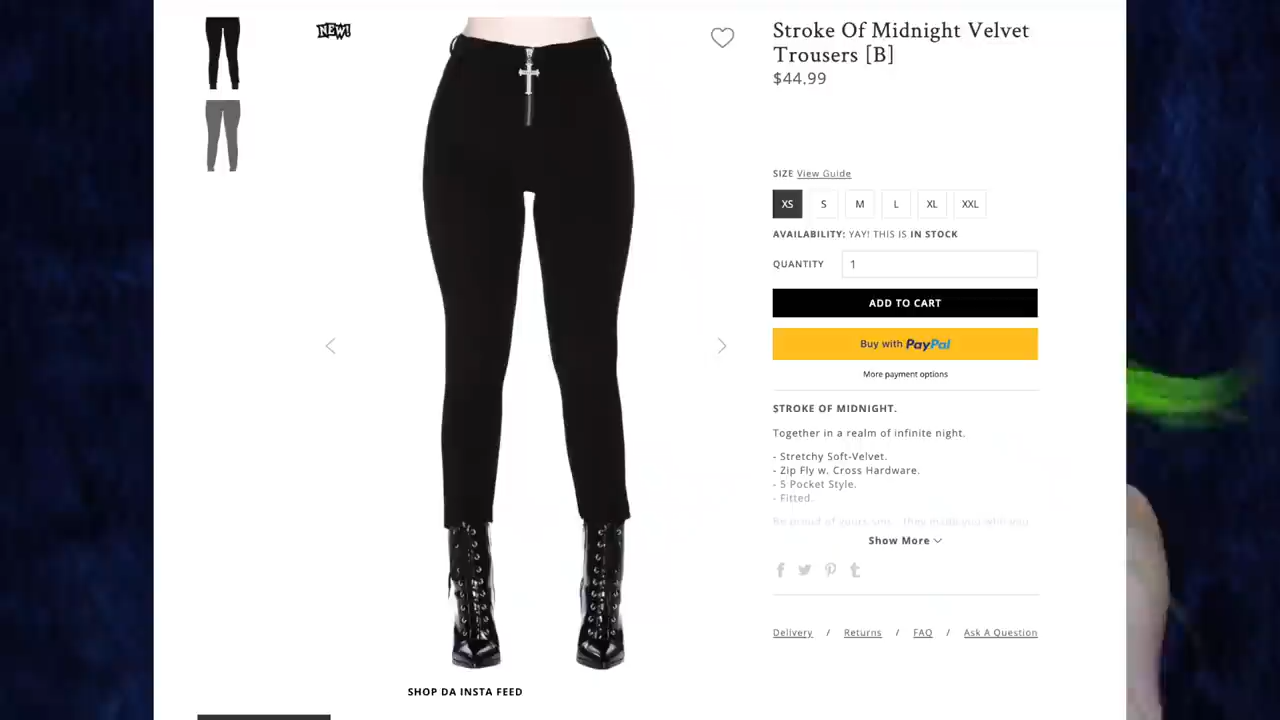 NEW!
Stroke Of Midnight Velvet
Trousers [B]
$44.99
SIZE View Guide
XS S M L XL XXL
AVAILABILITY: YAY! THIS IS IN STOCK
QUANTITY 1
ADD TO CART
Buy with PayPal
More payment options
STROKE OF MIDNIGHT.
Together in a realm of infinite night.
- Stretchy Soft-Velvet.
- Zip Fly w. Cross Hardware.
- 5 Pocket Style.
- Fitted.
Show More
Delivery / Returns / FAQ / Ask A Question
SHOP DA INSTA FEED